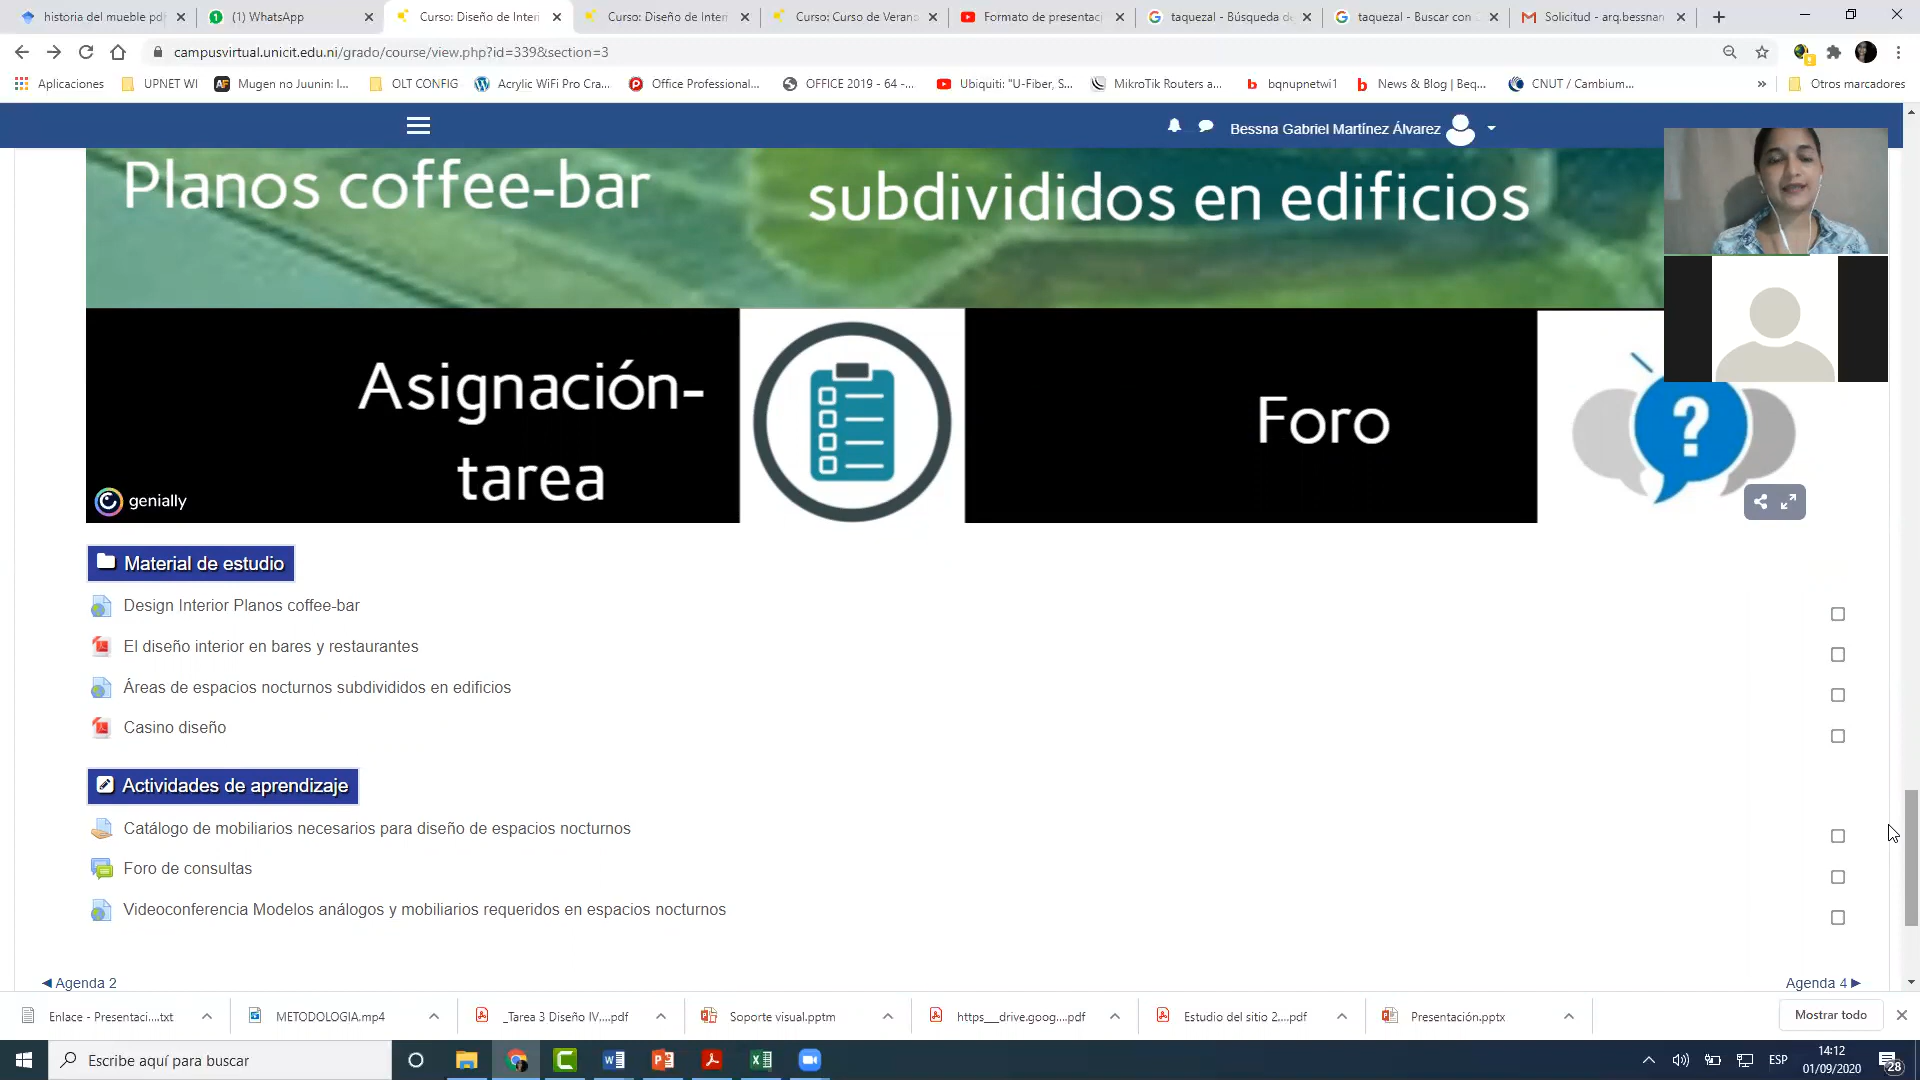 historia del mueble pd
(1) WhatsApp
Curso: Diseño de Inter
Curso: Diseño de Inter
Curso: Curso de Veran
Formato de presentac
taquezal - Búsqueda d
taquezal - Buscar con
Solicitud - arq.bessnan
campusvirtual.unicit.edu.ni/grado/course/view.php?id=339&section=3
Aplicaciones
UPNET WI
Mugen no Juunin: I...
OLT CONFIG
Acrylic WiFi Pro Cra...
Office Professional...
OFFICE 2019 - 64 -...
Ubiquiti: "U-Fiber, S...
MikroTik Routers a...
bqnupnetwi1
News & Blog | Beq...
CNUT / Cambium...
»
Otros marcadores
Bessna Gabriel Martínez Álvarez
Planos coffee-bar
subdivididos en edificios
Asignación-
tarea
Foro
?
genially
Material de estudio
Design Interior Planos coffee-bar
El diseño interior en bares y restaurantes
Áreas de espacios nocturnos subdivididos en edificios
Casino diseño
Actividades de aprendizaje
Catálogo de mobiliarios necesarios para diseño de espacios nocturnos
Foro de consultas
Videoconferencia Modelos análogos y mobiliarios requeridos en espacios nocturnos
◀ Agenda 2
Agenda 4 ▶
Enlace - Presentaci....txt
METODOLOGIA.mp4
_Tarea 3 Diseño IV....pdf
Soporte visual.pptm
https___drive.goog....pdf
Estudio del sitio 2....pdf
Presentación.pptx
Mostrar todo
Escribe aquí para buscar
ESP
14:12
01/09/2020
28